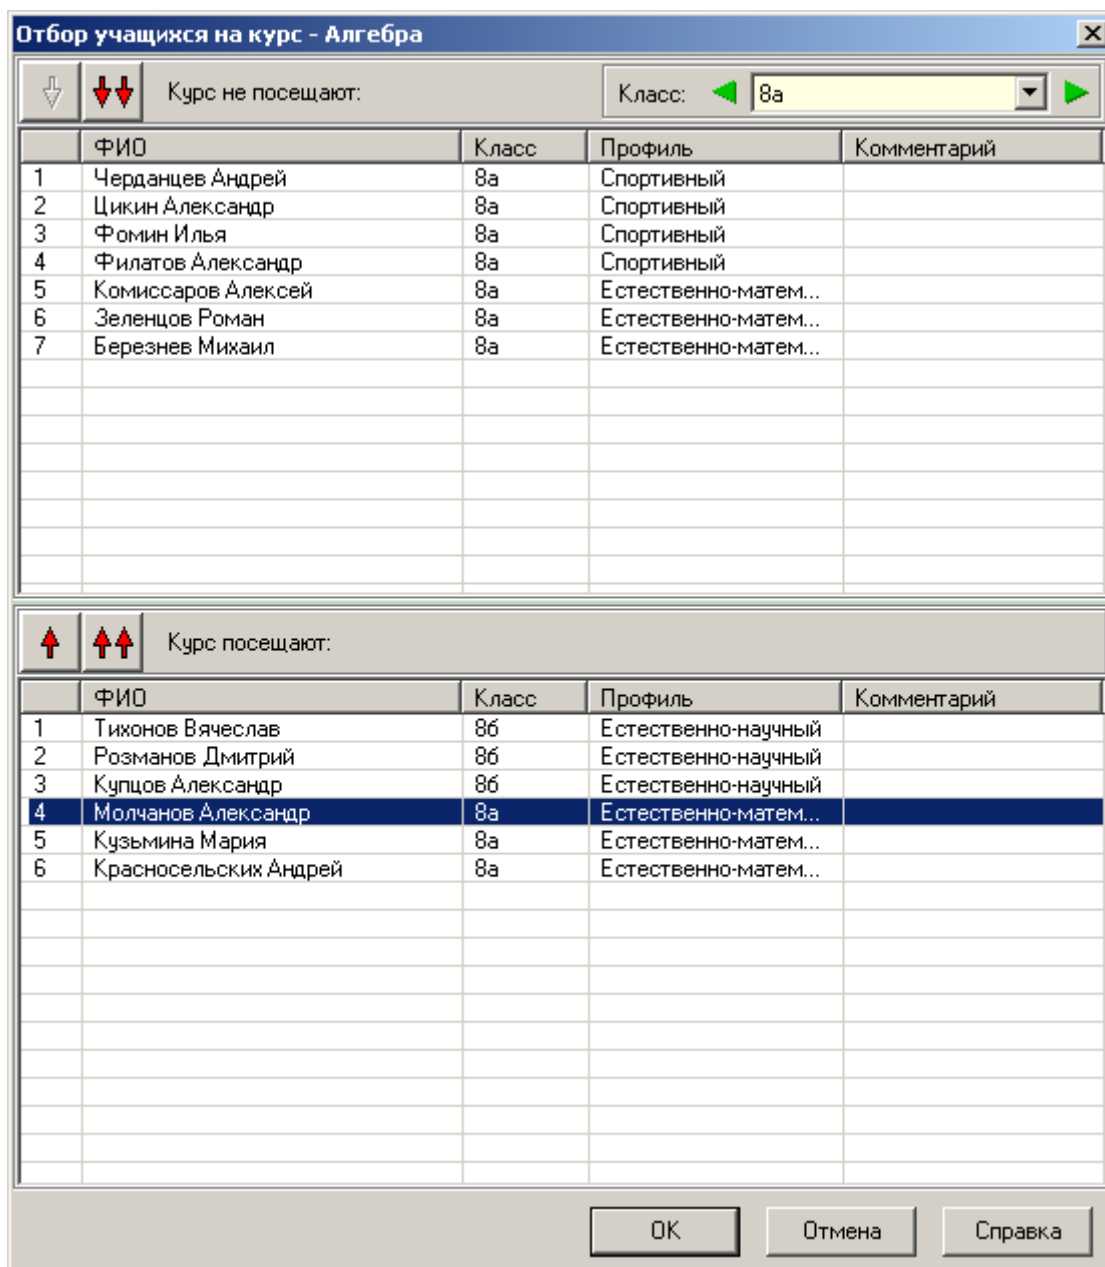 Отбор учащихся на курс - Алгебра
Курс не посещают: Класс: 8а
ФИО Класс Профиль Комментарий
1 Черданцев Андрей 8а Спортивный
2 Цикин Александр 8а Спортивный
3 Фомин Илья 8а Спортивный
4 Филатов Александр 8а Спортивный
5 Комиссаров Алексей 8а Естественно-матем...
6 Зеленцов Роман 8а Естественно-матем...
7 Березнев Михаил 8а Естественно-матем...
Курс посещают:
ФИО Класс Профиль Комментарий
1 Тихонов Вячеслав 8б Естественно-научный
2 Розманов Дмитрий 8б Естественно-научный
3 Купцов Александр 8б Естественно-научный
4 Молчанов Александр 8а Естественно-матем...
5 Кузьмина Мария 8а Естественно-матем...
6 Красносельских Андрей 8а Естественно-матем...
ОК Отмена Справка